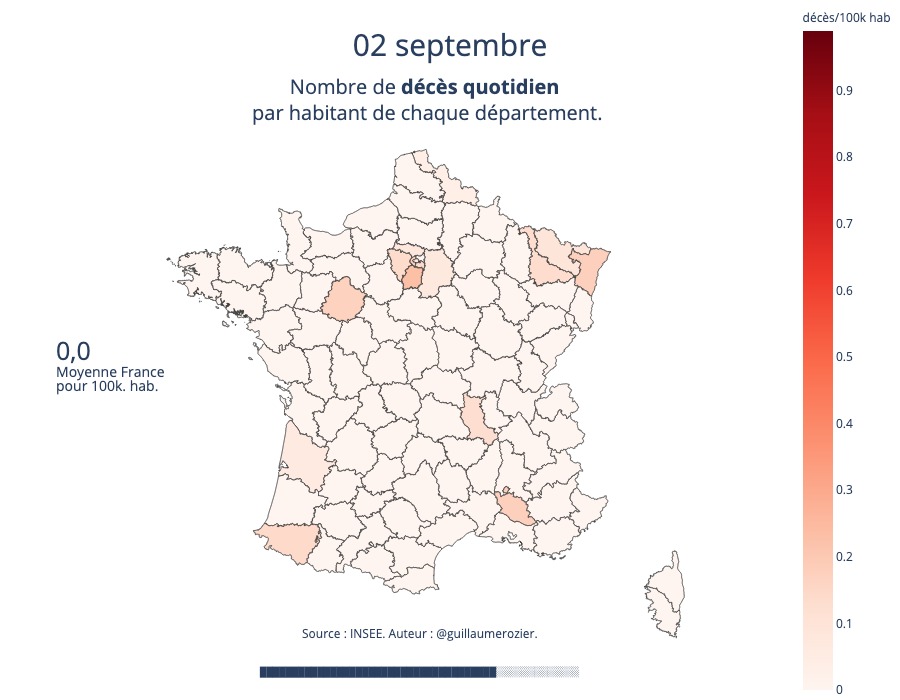 décès/100k hab
02 septembre
Nombre de décès quotidien
par habitant de chaque département.
0,0
Moyenne France
pour 100k. hab.
0.9
0.8
0.7
0.6
0.5
0.4
0.3
0.2
0.1
0
Source : INSEE. Auteur : @guillaumerozier.